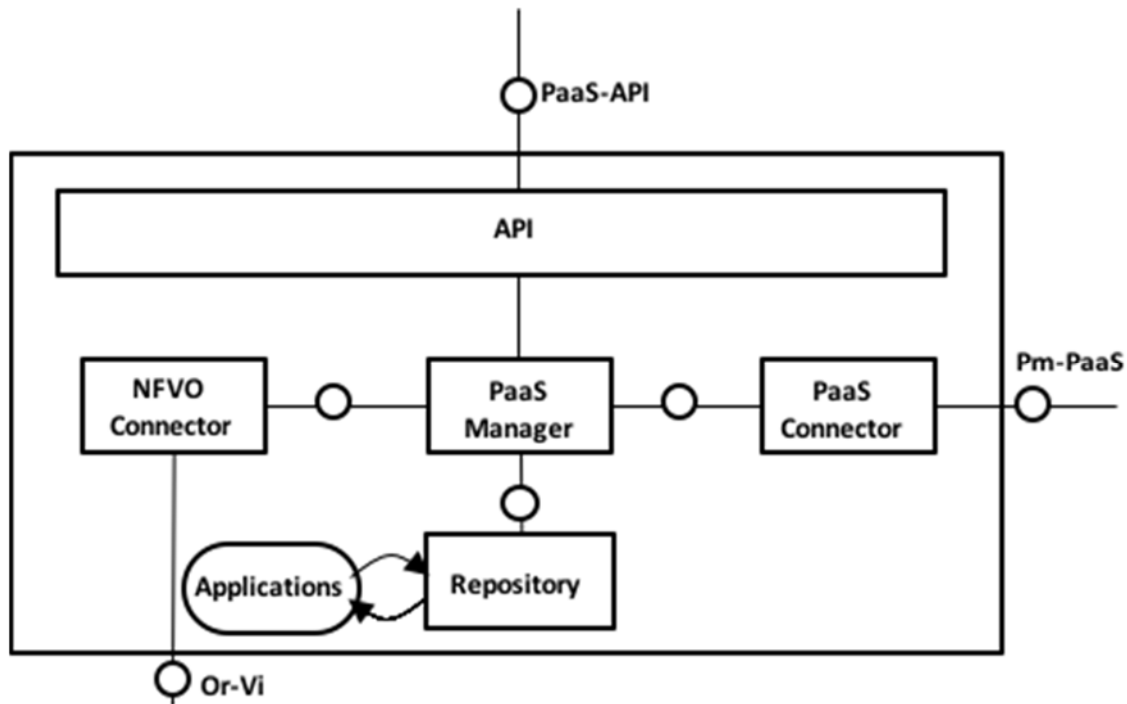 PaaS-API
API
NFVO
Connector
PaaS
Manager
PaaS
Connector
Pm-PaaS
Applications
Repository
Or-Vi